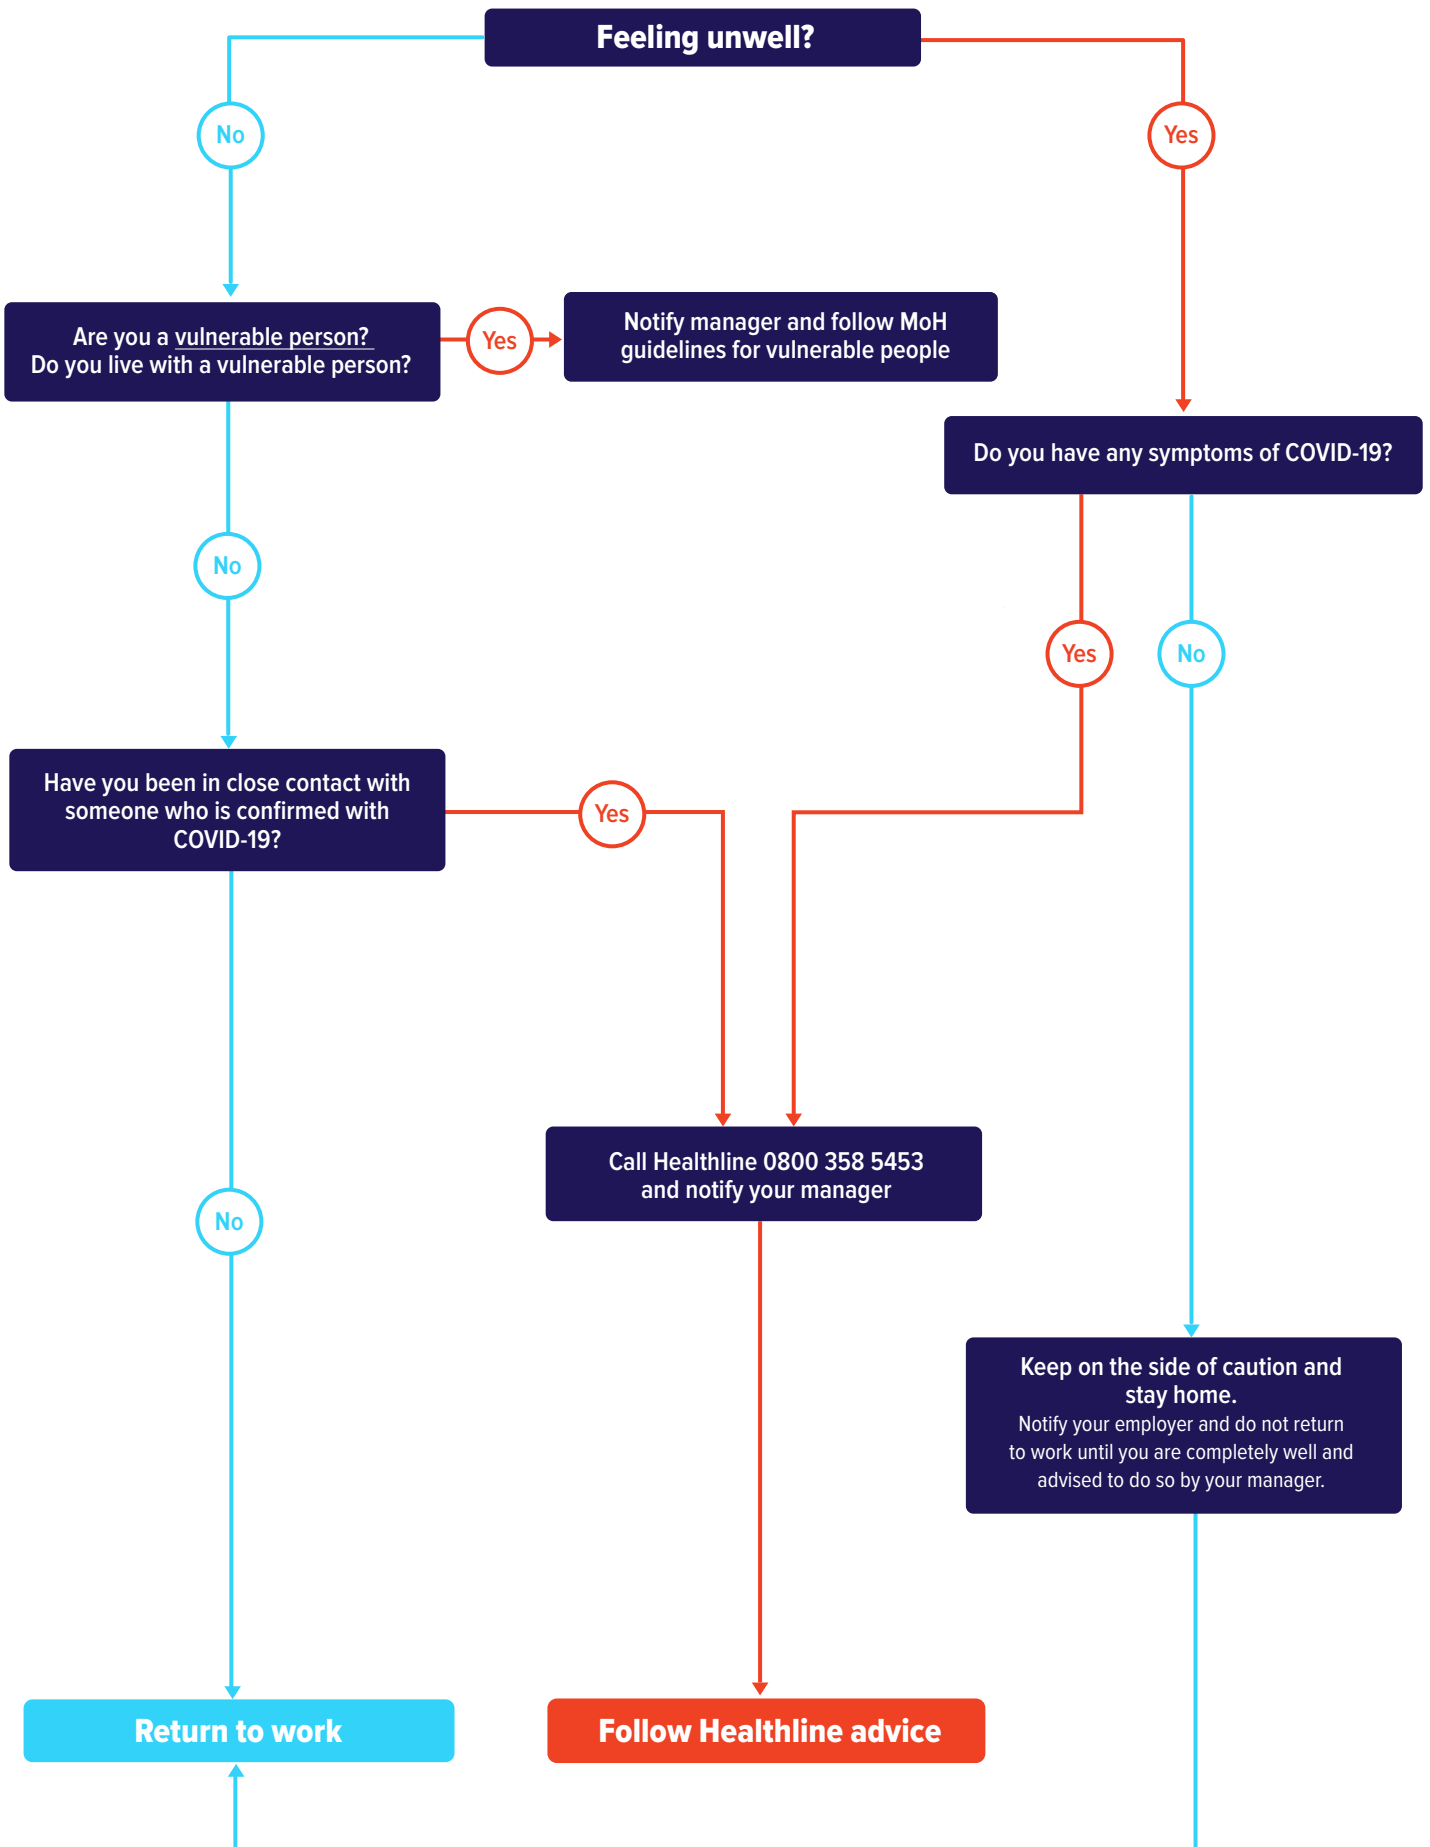 Feeling unwell?
No
Yes
Are you a vulnerable person?
Do you live with a vulnerable person?
Yes
Notify manager and follow MoH
guidelines for vulnerable people
Do you have any symptoms of COVID-19?
No
Yes
No
Have you been in close contact with
someone who is confirmed with
COVID-19?
Yes
Call Healthline 0800 358 5453
and notify your manager
No
Keep on the side of caution and
stay home.
Notify your employer and do not return
to work until you are completely well and
advised to do so by your manager.
Return to work
Follow Healthline advice